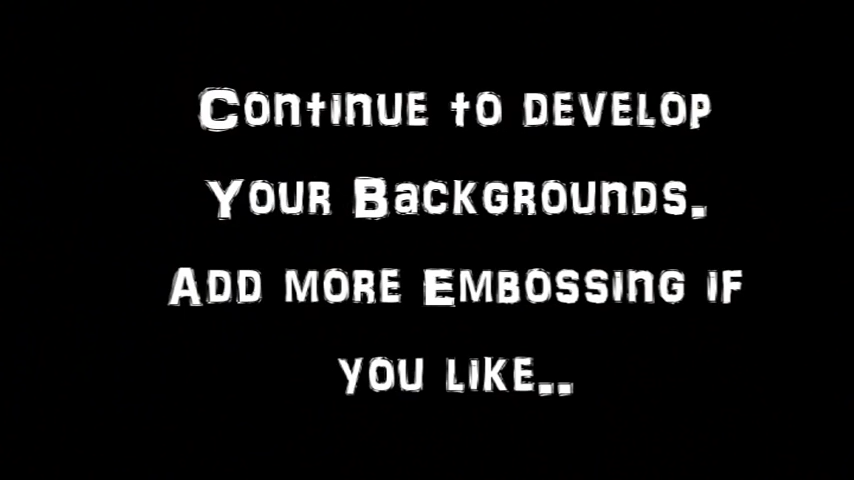 Continue to develop
Your Backgrounds.
Add more Embossing if
you like..